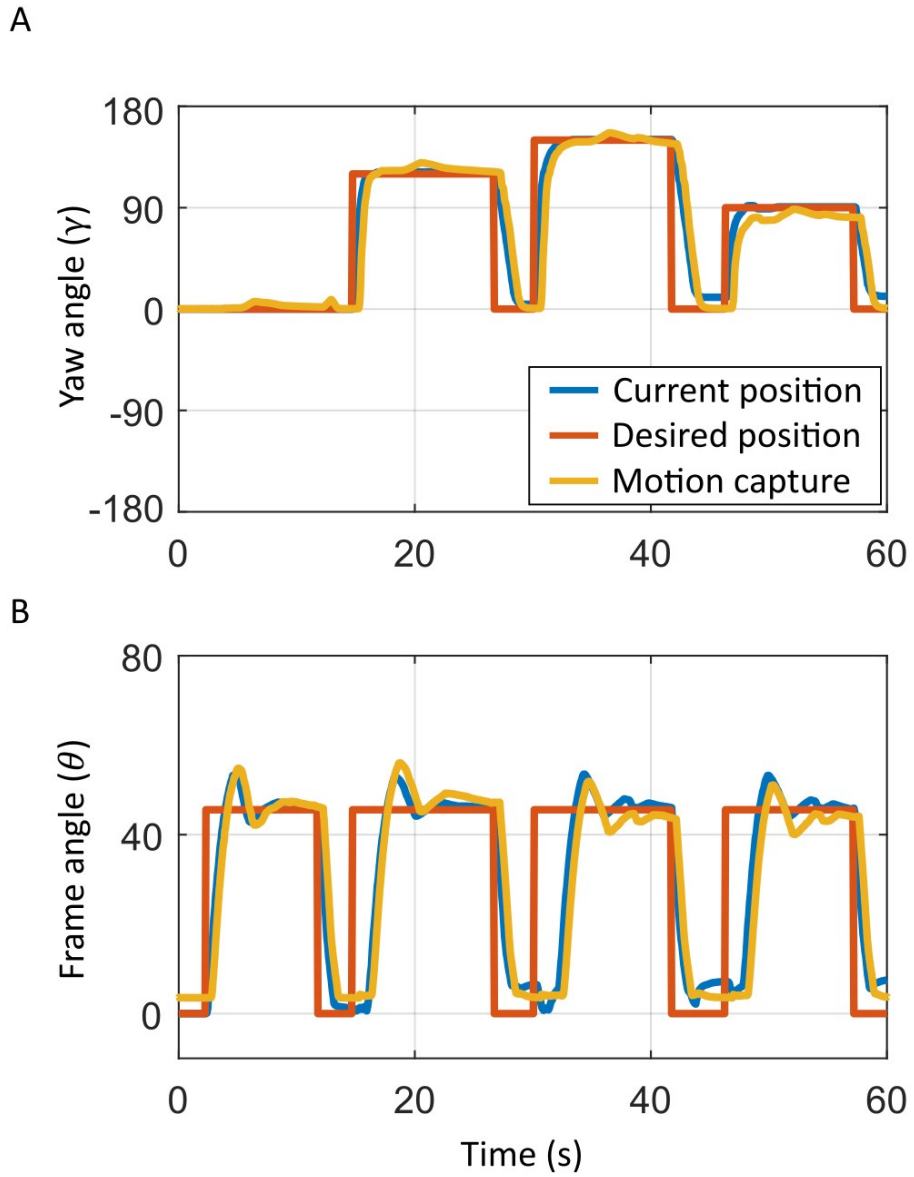 A
Yaw angle (γ)
180
90
0
-90
-180
Current position
Desired position
Motion capture
0 20 40 60
B
Frame angle (θ)
80
40
0
0 20 40 60
Time (s)